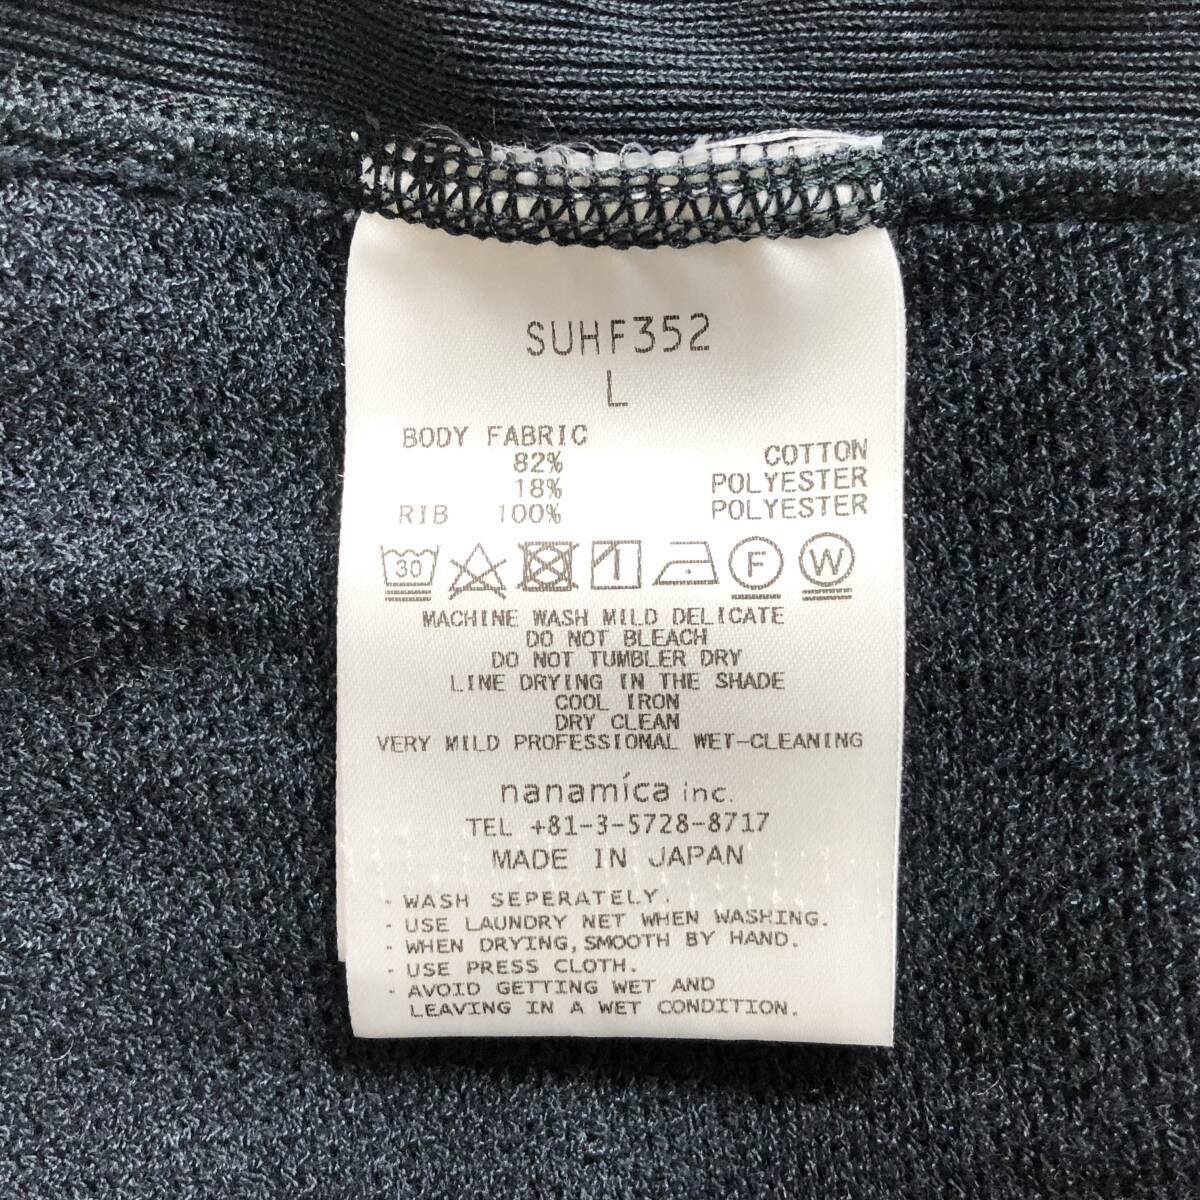 SUHF352
L
BODY FABRIC
82% COTTON
18% POLYESTER
RIB 100% POLYESTER
30 F W
MACHINE WASH MILD DELICATE
DO NOT BLEACH
DO NOT TUMBLER DRY
LINE DRYING IN THE SHADE
COOL IRON
DRY CLEAN
VERY MILD PROFESSIONAL WET-CLEANING
nanamíca inc.
TEL +81-3-5728-8717
MADE IN JAPAN
- WASH SEPERATELY.
- USE LAUNDRY NET WHEN WASHING.
- WHEN DRYING, SMOOTH BY HAND.
- USE PRESS CLOTH.
- AVOID GETTING WET AND
LEAVING IN A WET CONDITION.